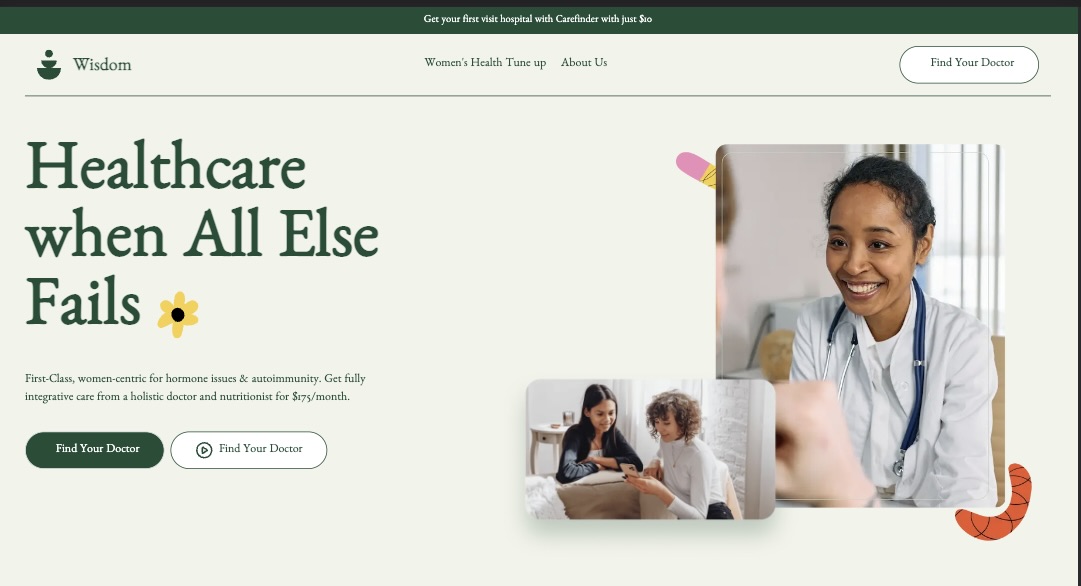 Get your first visit hospital with Carefinder with just $10
Wisdom
Women's Health Tune up
About Us
Find Your Doctor
Healthcare
when All Else
Fails
First-Class, women-centric for hormone issues & autoimmunity. Get fully
integrative care from a holistic doctor and nutritionist for $175/month.
Find Your Doctor
Find Your Doctor